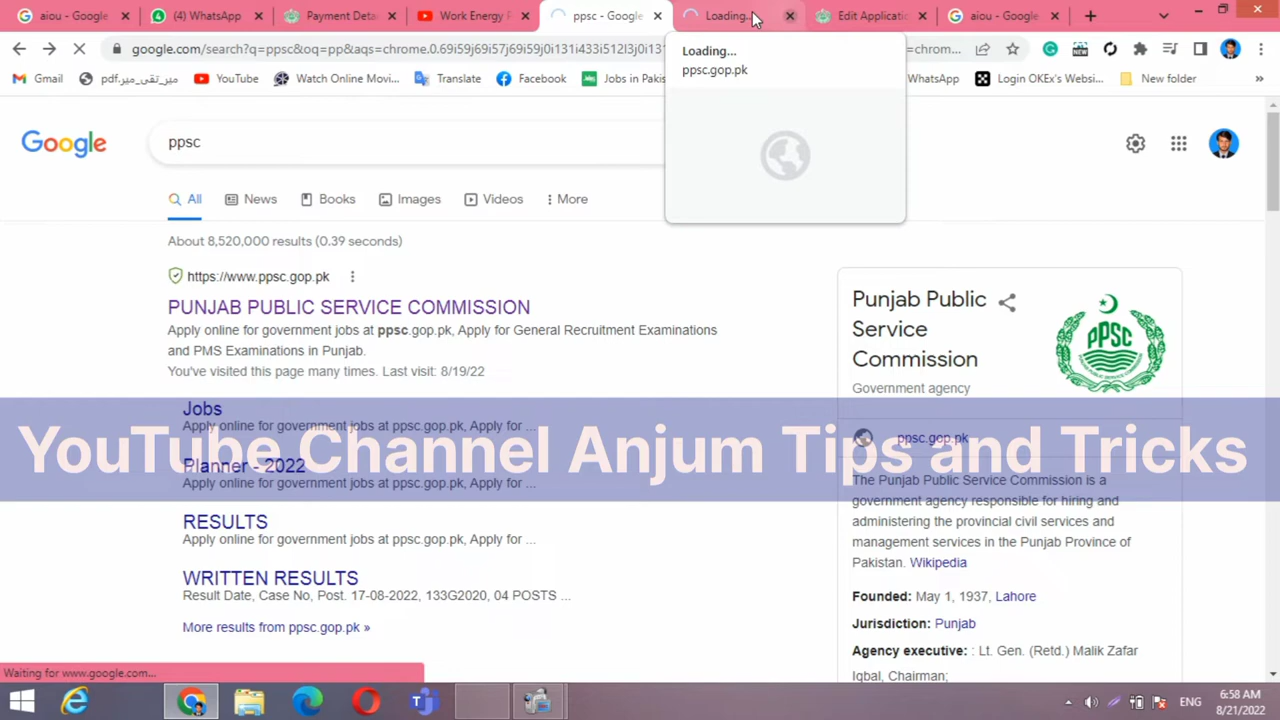 aiou - Google
(4) WhatsApp
Payment Deta
Work Energy P
ppsc - Google
Loading...
Edit Applicatio
aiou - Google
google.com/search?q=ppsc&oq=pp&aqs=chrome.0.69i59j57j69i59j0i131i433i512l3j0i1
=chrom...
Gmail
میر_تقی_میر.pdf
YouTube
Watch Online Movi...
Translate
Facebook
Jobs in Pakis
WhatsApp
Login OKEx's Websi...
New folder
»
Loading...
ppsc.gop.pk
Google
ppsc
All
News
Books
Images
Videos
More
About 8,520,000 results (0.39 seconds)
https://www.ppsc.gop.pk
PUNJAB PUBLIC SERVICE COMMISSION
Apply online for government jobs at ppsc.gop.pk, Apply for General Recruitment Examinations
and PMS Examinations in Punjab.
You've visited this page many times. Last visit: 8/19/22
Jobs
Apply online for government jobs at ppsc.gop.pk, Apply for ...
YouTube Channel Anjum Tips and Tricks
Planner - 2022
Apply online for government jobs at ppsc.gop.pk, Apply for ...
RESULTS
Apply online for government jobs at ppsc.gop.pk, Apply for ...
WRITTEN RESULTS
Result Date, Case No, Post. 17-08-2022, 133G2020, 04 POSTS ...
More results from ppsc.gop.pk »
Punjab Public
Service
Commission
Government agency
PPSC
ppsc.gop.pk
The Punjab Public Service Commission is a
government agency responsible for hiring and
administering the provincial civil services and
management services in the Punjab Province of
Pakistan. Wikipedia
Founded: May 1, 1937, Lahore
Jurisdiction: Punjab
Agency executive: : Lt. Gen. (Retd.) Malik Zafar
Iqbal, Chairman;
Waiting for www.google.com...
ENG
6:58 AM
8/21/2022